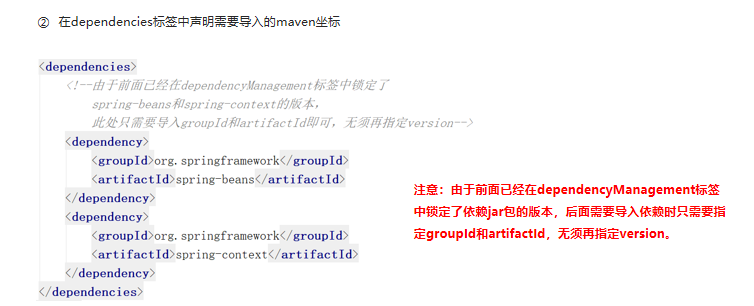 ② 在dependencies标签中声明需要导入的maven坐标
<dependencies>
<!--由于前面已经在dependencyManagement标签中锁定了
spring-beans和spring-context的版本，
此处只需要导入groupId和artifactId即可，无须再指定version-->
<dependency>
<groupId>org.springframework</groupId>
<artifactId>spring-beans</artifactId>
</dependency>
<dependency>
<groupId>org.springframework</groupId>
<artifactId>spring-context</artifactId>
</dependency>
</dependencies>
注意：由于前面已经在dependencyManagement标签
中锁定了依赖jar包的版本，后面需要导入依赖时只需要指
定groupId和artifactId，无须再指定version。